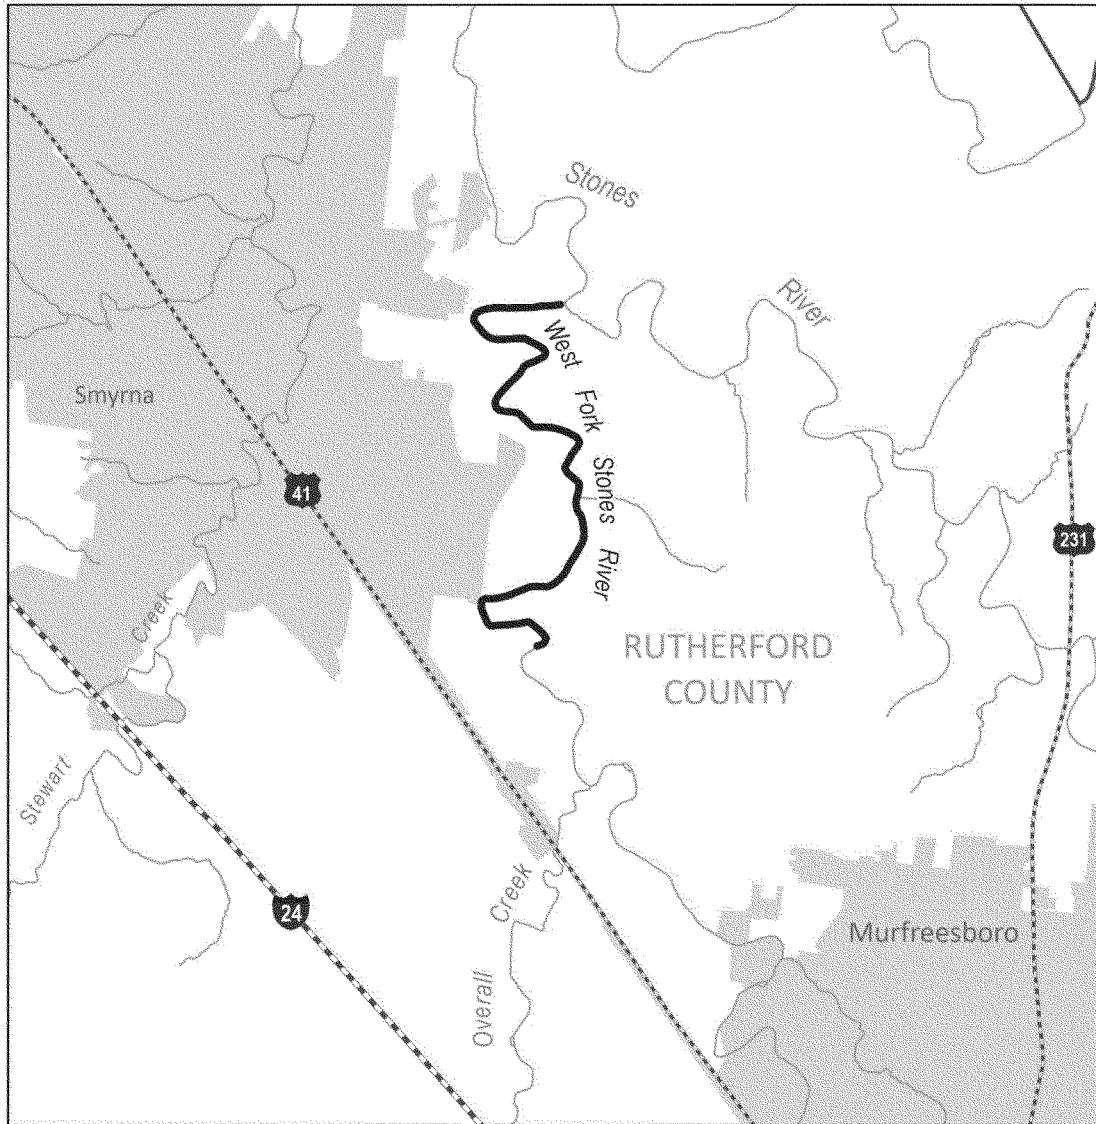 Stones
River
West Fork Stones River
Smyrna
41
231
Creek
RUTHERFORD
COUNTY
Stewart
24
Creek
Overall
Murfreesboro